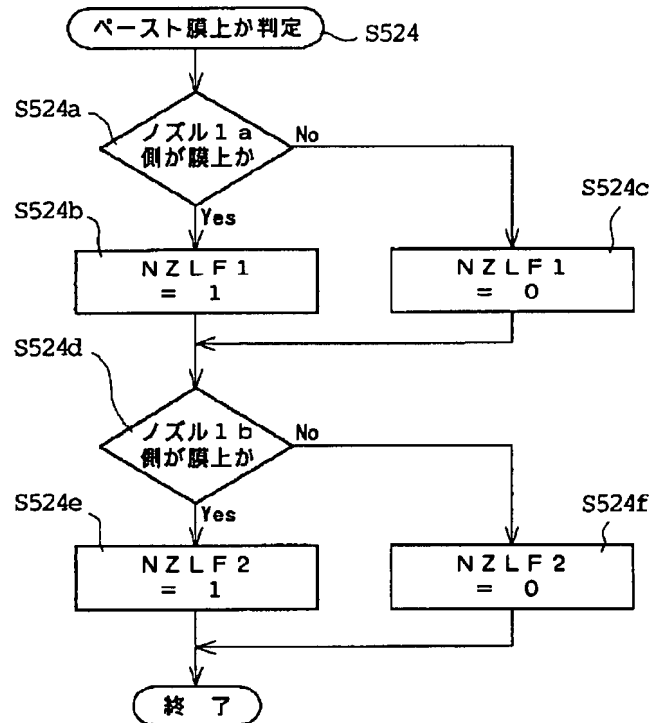 ペースト膜上か判定
S524
S524a
ノズル１ａ
側が膜上か
No
Yes
S524b
ＮＺＬＦ１
＝ １
S524c
ＮＺＬＦ１
＝ ０
S524d
ノズル１ｂ
側が膜上か
No
Yes
S524e
ＮＺＬＦ２
＝ １
S524f
ＮＺＬＦ２
＝ ０
終 了